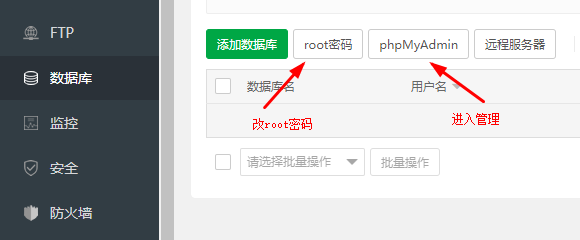 FTP
数据库
监控
安全
防火墙
添加数据库 root密码 phpMyAdmin 远程服务器
数据库名 用户名
改root密码 进入管理
请选择批量操作 批量操作